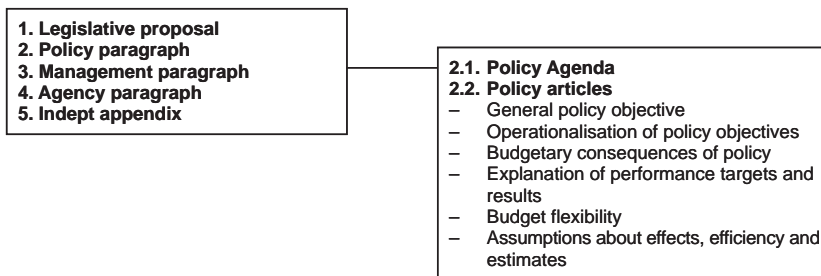 1. Legislative proposal
2. Policy paragraph
3. Management paragraph
4. Agency paragraph
5. Indept appendix
2.1. Policy Agenda
2.2. Policy articles
– General policy objective
– Operationalisation of policy objectives
– Budgetary consequences of policy
– Explanation of performance targets and
results
– Budget flexibility
– Assumptions about effects, efficiency and
estimates